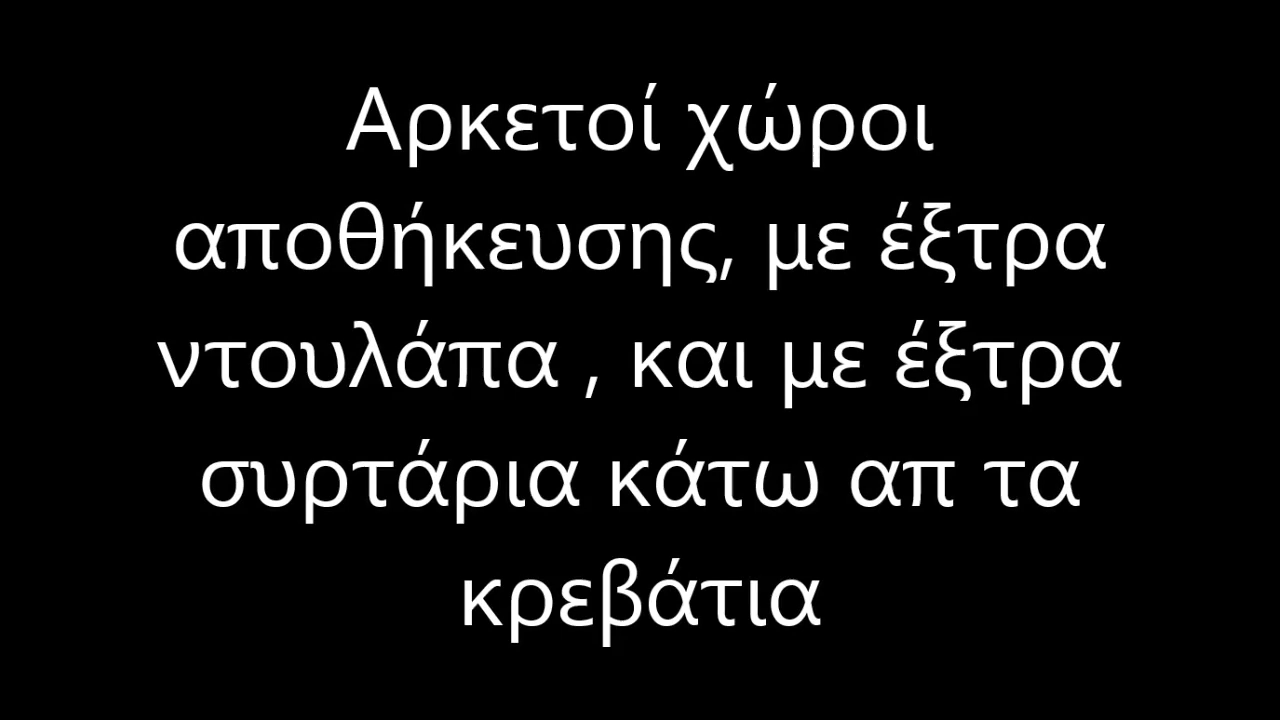 Αρκετοί χώροι
αποθήκευσης, με έξτρα
ντουλάπα , και με έξτρα
συρτάρια κάτω απ τα
κρεβάτια